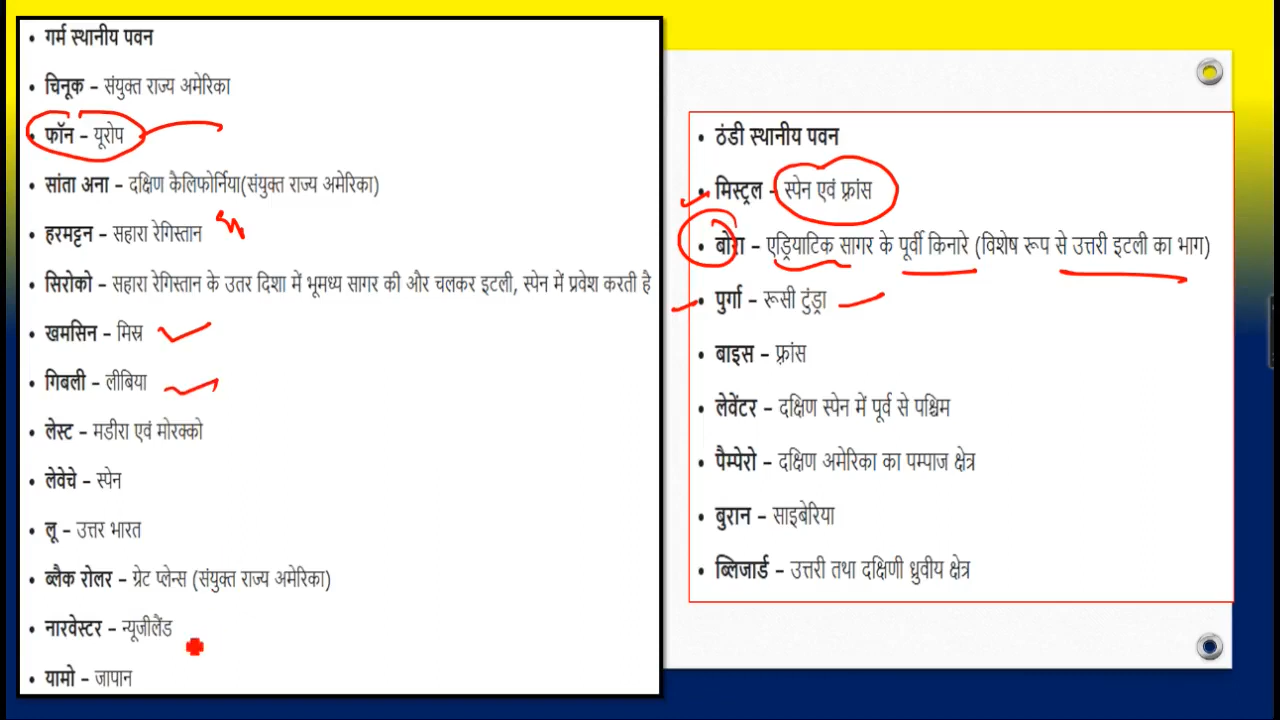 • गर्म स्थानीय पवन
• चिनूक – संयुक्त राज्य अमेरिका
• फॉन – यूरोप
• सांता अना – दक्षिण कैलिफोर्निया(संयुक्त राज्य अमेरिका)
• हरमट्टन – सहारा रेगिस्तान
• सिरोको – सहारा रेगिस्तान के उतर दिशा में भूमध्य सागर की और चलकर इटली, स्पेन में प्रवेश करती है
• खमसिन – मिस्र
• गिबली – लीबिया
• लेस्ट – मडीरा एवं मोरक्को
• लेवेचे – स्पेन
• लू – उत्तर भारत
• ब्लैक रोलर – ग्रेट प्लेन्स (संयुक्त राज्य अमेरिका)
• नारवेस्टर – न्यूजीलैंड
• यामो – जापान
• ठंडी स्थानीय पवन
• मिस्ट्रल – स्पेन एवं फ़्रांस
• बोरा – एड्रियाटिक सागर के पूर्वी किनारे (विशेष रूप से उत्तरी इटली का भाग)
• पुर्गा – रूसी टुंड्रा
• बाइस – फ़्रांस
• लेवेंटर – दक्षिण स्पेन में पूर्व से पश्चिम
• पैम्पेरो – दक्षिण अमेरिका का पम्पाज क्षेत्र
• बुरान – साइबेरिया
• ब्लिजार्ड – उत्तरी तथा दक्षिणी ध्रुवीय क्षेत्र